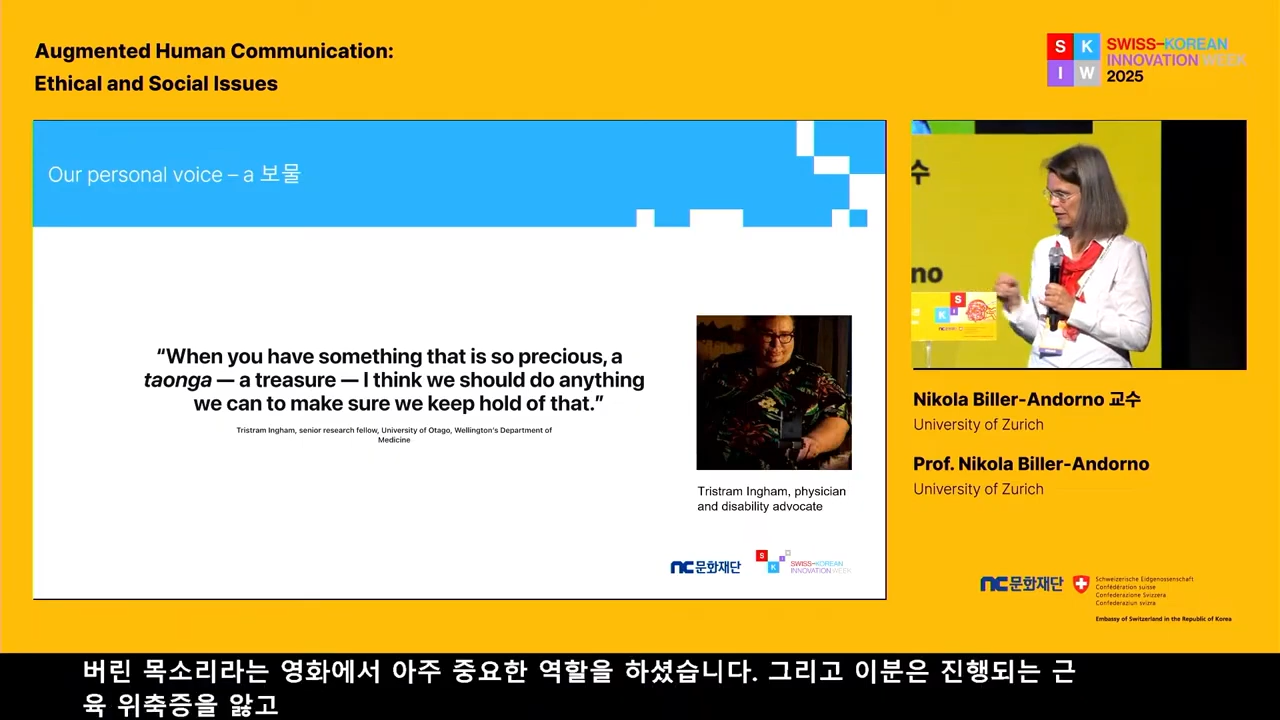 Augmented Human Communication:
Ethical and Social Issues
S K
I W
SWISS–KOREAN
INNOVATION WEEK
2025
Our personal voice – a 보물
“When you have something that is so precious, a
taonga — a treasure — I think we should do anything
we can to make sure we keep hold of that.”
Tristram Ingham, senior research fellow, University of Otago, Wellington's Department of
Medicine
Tristram Ingham, physician
and disability advocate
nc문화재단
S
K I
SWISS–KOREAN
INNOVATION WEEK
수
no
S
K I
Nikola Biller-Andorno 교수
University of Zurich
Prof. Nikola Biller-Andorno
University of Zurich
nc문화재단
Schweizerische Eidgenossenschaft
Confédération suisse
Confederazione Svizzera
Confederaziun svizra
Embassy of Switzerland in the Republic of Korea
버린 목소리라는 영화에서 아주 중요한 역할을 하셨습니다. 그리고 이분은 진행되는 근
육 위축증을 앓고